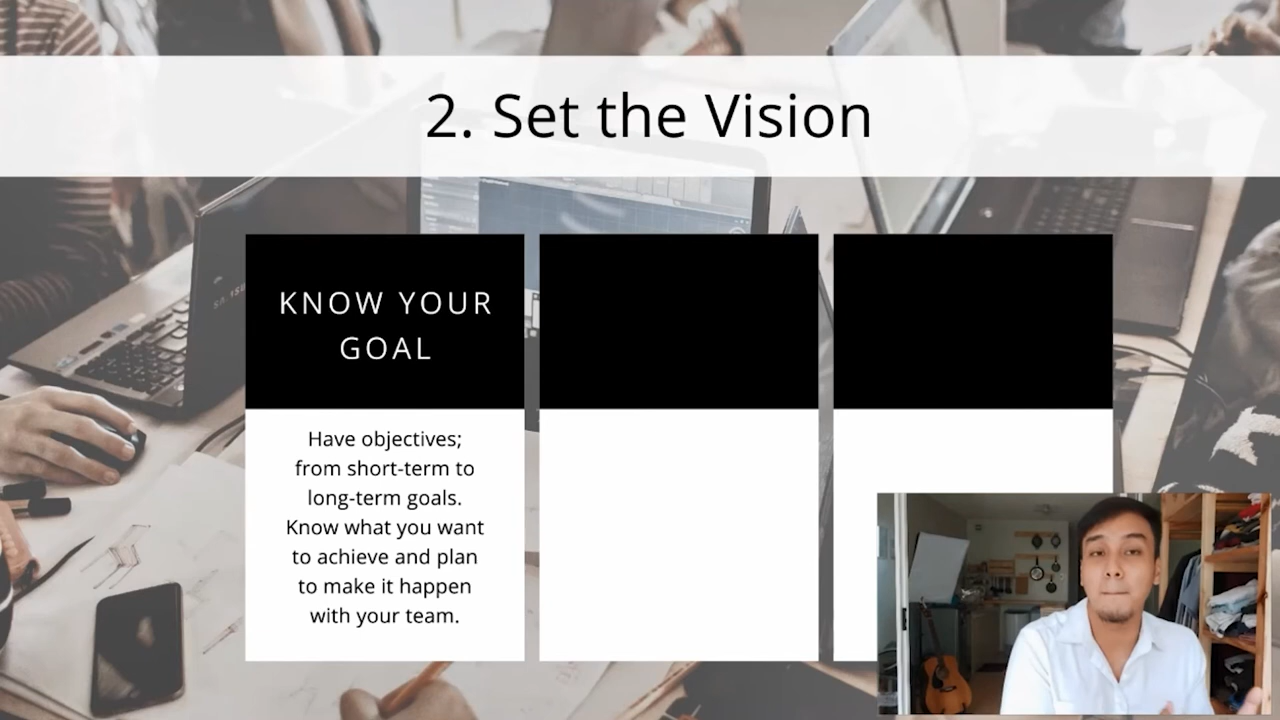 2. Set the Vision
KNOW YOUR
GOAL
Have objectives;
from short-term to
long-term goals.
Know what you want
to achieve and plan
to make it happen
with your team.